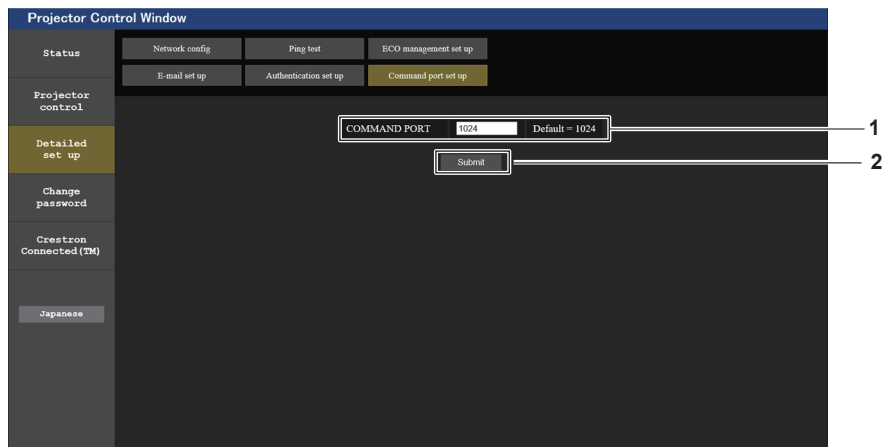 Projector Control Window
Status
Network config
Ping test
ECO management set up
E-mail set up
Authentication set up
Command port set up
Projector
control
Detailed
set up
Change
password
Crestron
Connected(TM)
Japanese
COMMAND PORT 1024 Default = 1024
1
Submit
2